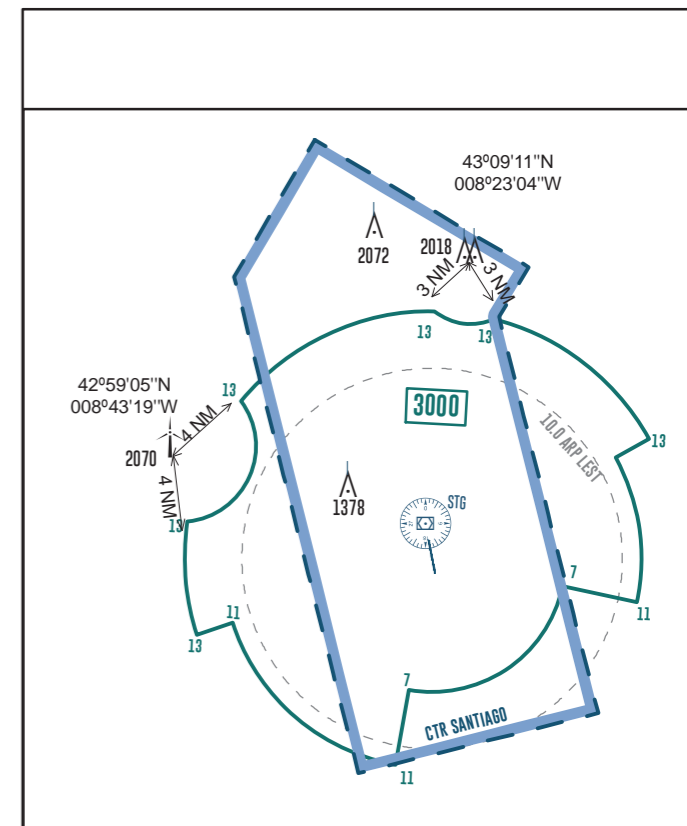 43º09'11"N
008º23'04"W
2072
2018
3 NM
3 NM
13
13
42º59'05"N
008º43'19"W
13
4 NM
2070
4 NM
13
3000
10.0 ARP LEST
13
1378
STG
7
11
11
13
7
CTR SANTIAGO
11